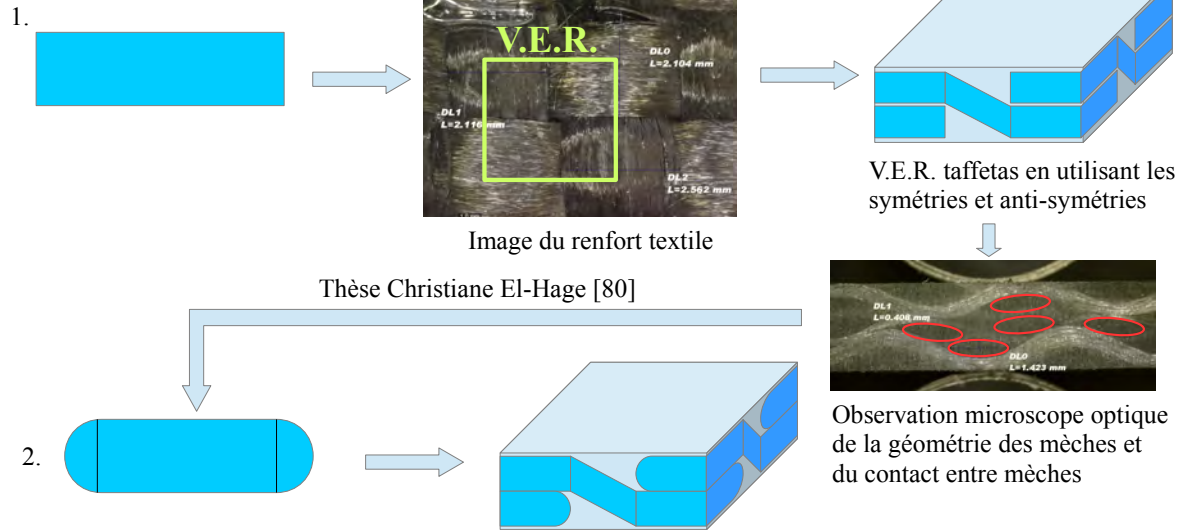 1.
V.E.R.
DL0
L=2.104 mm
DL1
L=2.116 mm
DL2
L=2.562 mm
Image du renfort textile
V.E.R. taffetas en utilisant les
symétries et anti-symétries
Thèse Christiane El-Hage [80]
DL1
L=0.408 mm
DL0
L=1.423 mm
Observation microscope optique
de la géométrie des mèches et
du contact entre mèches
2.